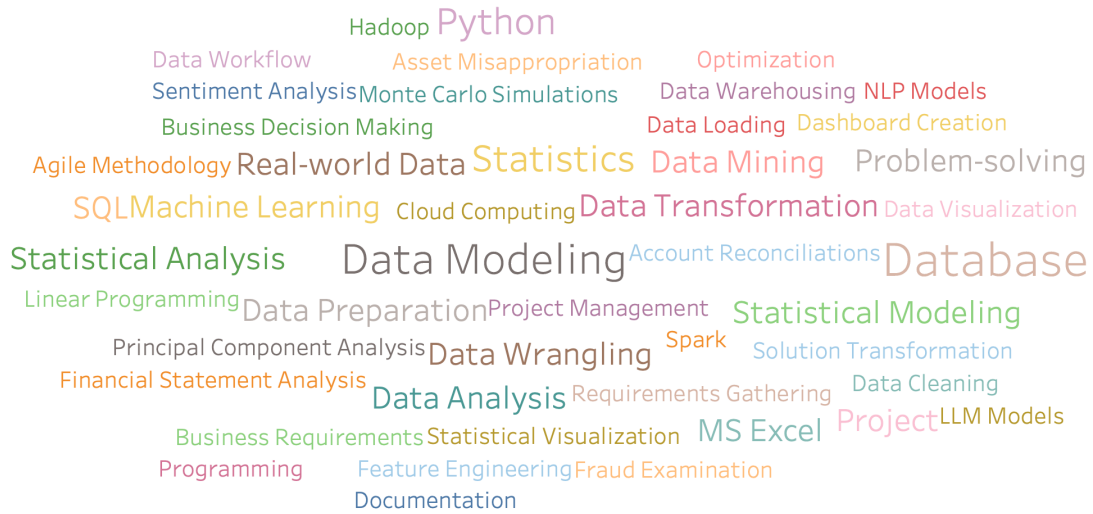 Hadoop Python
Data Workflow Asset Misappropriation Optimization
Sentiment Analysis Monte Carlo Simulations Data Warehousing NLP Models
Business Decision Making Data Loading Dashboard Creation
Agile Methodology Real-world Data Statistics Data Mining Problem-solving
SQL Machine Learning Cloud Computing Data Transformation Data Visualization
Statistical Analysis Data Modeling Account Reconciliations Database
Linear Programming Data Preparation Project Management Statistical Modeling
Principal Component Analysis Data Wrangling Spark Solution Transformation
Financial Statement Analysis Data Analysis Requirements Gathering Data Cleaning
Business Requirements Statistical Visualization MS Excel Project LLM Models
Programming Feature Engineering Fraud Examination
Documentation